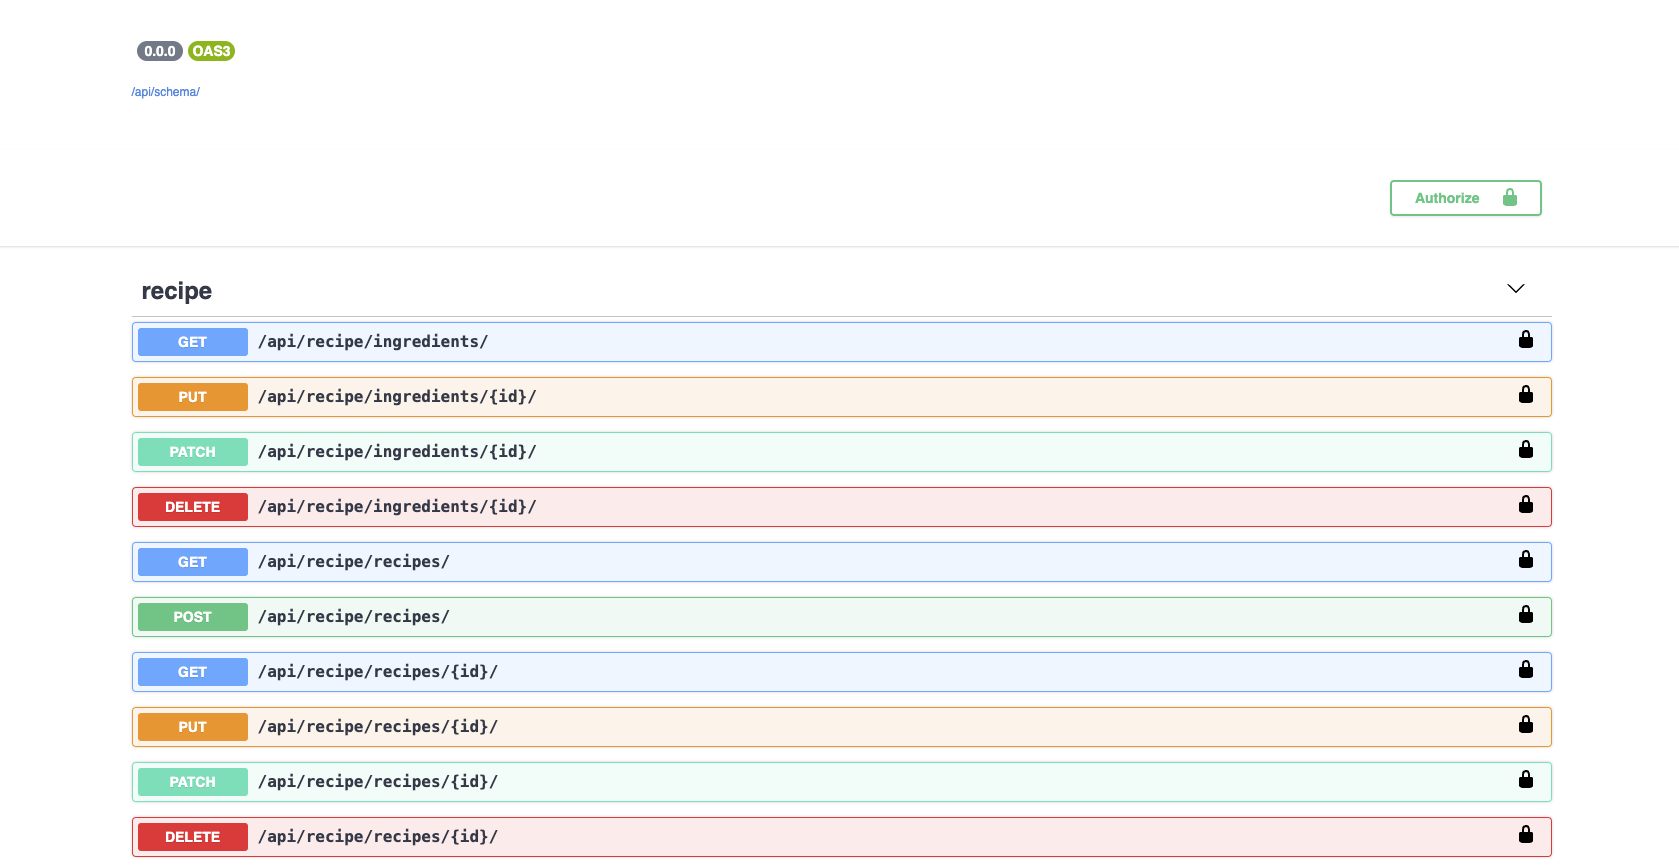 0.0.0 OAS3
/api/schema/
Authorize
recipe
GET /api/recipe/ingredients/
PUT /api/recipe/ingredients/{id}/
PATCH /api/recipe/ingredients/{id}/
DELETE /api/recipe/ingredients/{id}/
GET /api/recipe/recipes/
POST /api/recipe/recipes/
GET /api/recipe/recipes/{id}/
PUT /api/recipe/recipes/{id}/
PATCH /api/recipe/recipes/{id}/
DELETE /api/recipe/recipes/{id}/